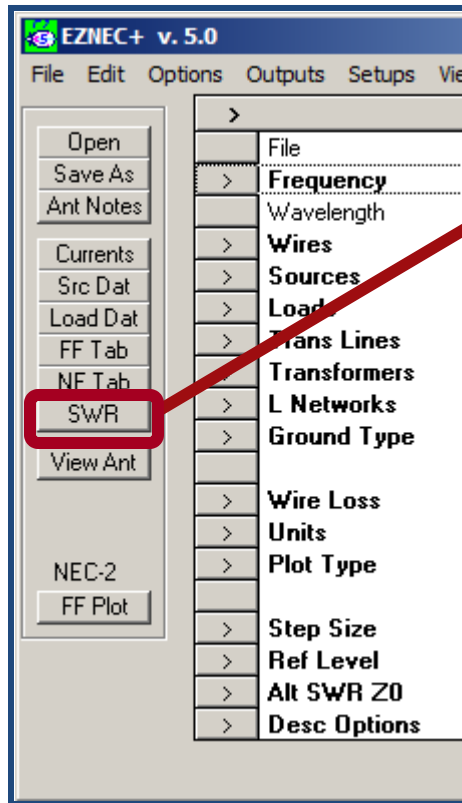 EZNEC+ v. 5.0
File Edit Options Outputs Setups
>
Open
Save As
Ant Notes
Currents
Src Dat
Load Dat
FF Tab
NF Tab
SWR
View Ant
NEC-2
FF Plot
File
> Frequency
Wavelength
> Wires
> Sources
> Loads
> Trans Lines
Transformers
> L Networks
> Ground Type
> Wire Loss
> Units
> Plot Type
> Step Size
> Ref Level
> Alt SWR Z0
> Desc Options